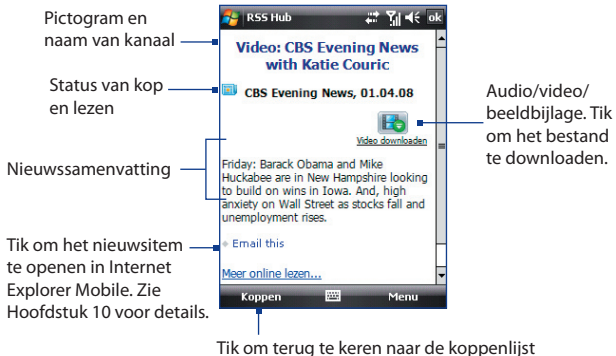 Pictogram en
naam van kanaal
Status van kop
en lezen
Nieuwssamenvatting
Tik om het nieuwsitem
te openen in Internet
Explorer Mobile. Zie
Hoofdstuk 10 voor details.
RSS Hub
ok
Video: CBS Evening News
with Katie Couric
CBS Evening News, 01.04.08
Video downloaden
Friday: Barack Obama and Mike
Huckabee are in New Hampshire looking
to build on wins in Iowa. And, high
anxiety on Wall Street as stocks fall and
unemployment rises.
Email this
Meer online lezen...
Koppen
Menu
Audio/video/
beeldbijlage. Tik
om het bestand
te downloaden.
Tik om terug te keren naar de koppenlijst